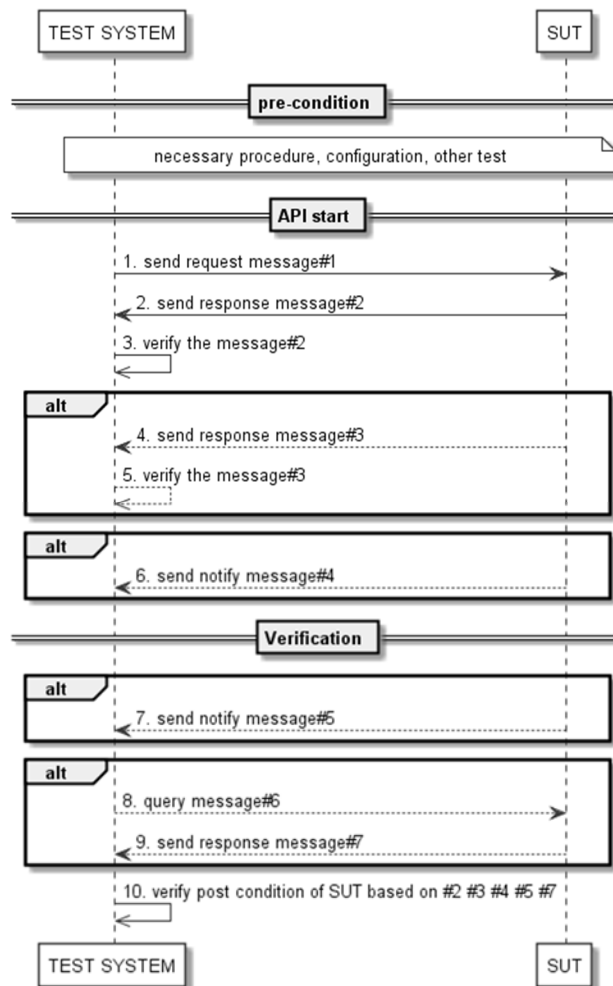 TEST SYSTEM
SUT
pre-condition
necessary procedure, configuration, other test
API start
1. send request message#1
2. send response message#2
3. verify the message#2
alt
4. send response message#3
5. verify the message#3
alt
6. send notify message#4
Verification
alt
7. send notify message#5
alt
8. query message#6
9. send response message#7
10. verify post condition of SUT based on #2 #3 #4 #5 #7
TEST SYSTEM
SUT